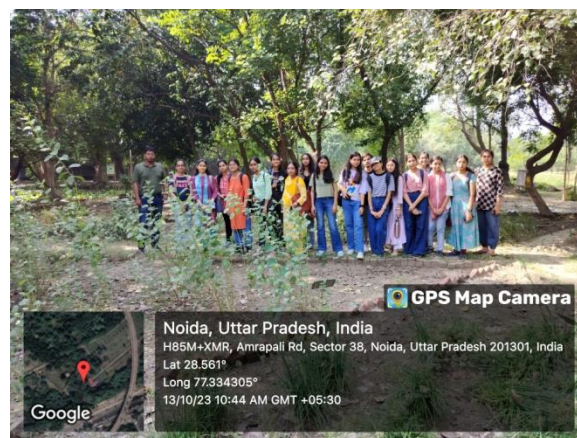 GPS Map Camera
Noida, Uttar Pradesh, India
H85M+XMR, Amrapali Rd, Sector 38, Noida, Uttar Pradesh 201301, India
Lat 28.561°
Long 77.334305°
13/10/23 10:44 AM GMT +05:30
Google